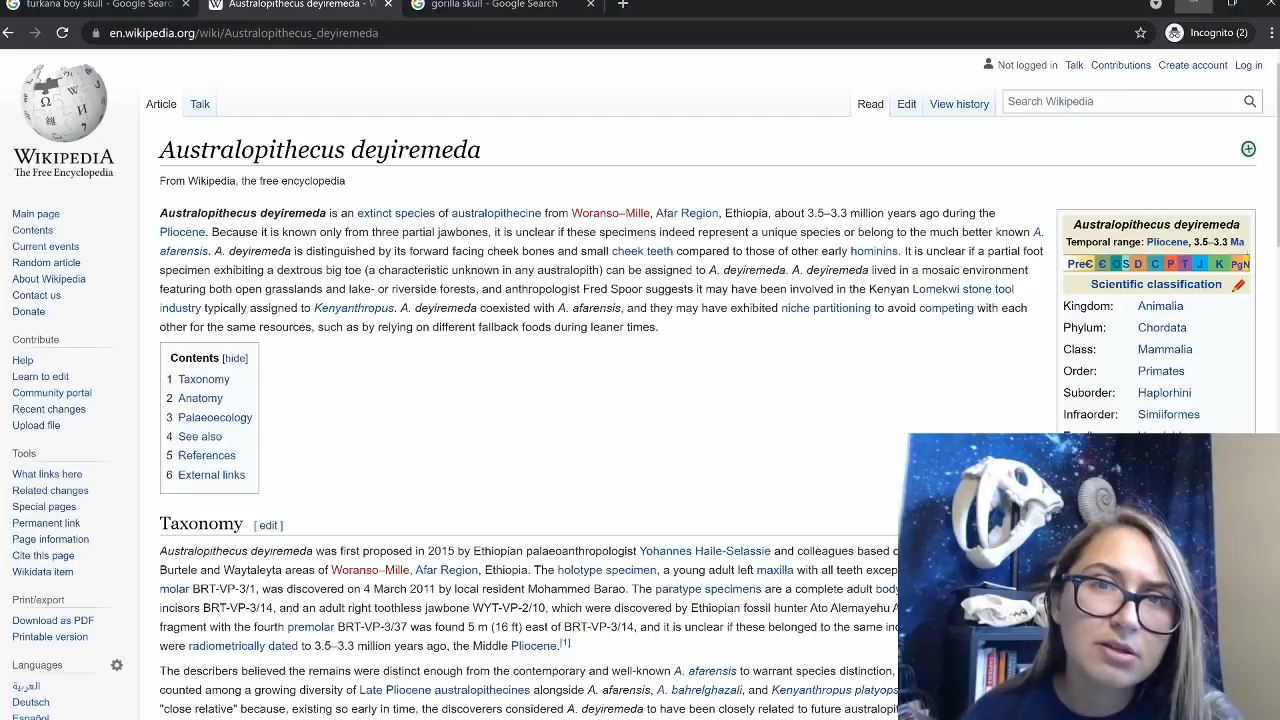 turkana boy skull - Google Search
Australopithecus deyiremeda - W
gorilla skull - Google Search
en.wikipedia.org/wiki/Australopithecus_deyiremeda
Incognito (2)
Not logged in Talk Contributions Create account Log in
Article Talk
Read Edit View history
Search Wikipedia
WIKIPEDIA
The Free Encyclopedia
Main page
Contents
Current events
Random article
About Wikipedia
Contact us
Donate
Contribute
Help
Learn to edit
Community portal
Recent changes
Upload file
Tools
What links here
Related changes
Special pages
Permanent link
Page information
Cite this page
Wikidata item
Print/export
Download as PDF
Printable version
Languages
العربية
Deutsch
Español
Australopithecus deyiremeda
From Wikipedia, the free encyclopedia
Australopithecus deyiremeda is an extinct species of australopithecine from Woranso–Mille, Afar Region, Ethiopia, about 3.5–3.3 million years ago during the
Pliocene. Because it is known only from three partial jawbones, it is unclear if these specimens indeed represent a unique species or belong to the much better known A.
afarensis. A. deyiremeda is distinguished by its forward facing cheek bones and small cheek teeth compared to those of other early hominins. It is unclear if a partial foot
specimen exhibiting a dextrous big toe (a characteristic unknown in any australopith) can be assigned to A. deyiremeda. A. deyiremeda lived in a mosaic environment
featuring both open grasslands and lake- or riverside forests, and anthropologist Fred Spoor suggests it may have been involved in the Kenyan Lomekwi stone tool
industry typically assigned to Kenyanthropus. A. deyiremeda coexisted with A. afarensis, and they may have exhibited niche partitioning to avoid competing with each
other for the same resources, such as by relying on different fallback foods during leaner times.
Contents [hide]
1 Taxonomy
2 Anatomy
3 Palaeoecology
4 See also
5 References
6 External links
Taxonomy [ edit ]
Australopithecus deyiremeda was first proposed in 2015 by Ethiopian palaeoanthropologist Yohannes Haile-Selassie and colleagues based
Burtele and Waytaleyta areas of Woranso–Mille, Afar Region, Ethiopia. The holotype specimen, a young adult left maxilla with all teeth
molar BRT-VP-3/1, was discovered on 4 March 2011 by local resident Mohammed Barao. The paratype specimens are a complete adult
incisors BRT-VP-3/14, and an adult right toothless jawbone WYT-VP-2/10, which were discovered by Ethiopian fossil hunter Ato Alemayehu
fragment with the fourth premolar BRT-VP-3/37 was found 5 m (16 ft) east of BRT-VP-3/14, and it is unclear if these belonged to the same
were radiometrically dated to 3.5–3.3 million years ago, the Middle Pliocene.[1]
The describers believed the remains were distinct enough from the contemporary and well-known A. afarensis to warrant species distinction,
counted among a growing diversity of Late Pliocene australopithecines alongside A. afarensis, A. bahrelghazali, and Kenyanthropus platyops
"close relative" because, existing so early in time, the discoverers considered A. deyiremeda to have been closely related to future
Australopithecus deyiremeda
Temporal range: Pliocene, 3.5–3.3 Ma
PreꞒ Ꞓ O S D C P T J K PgN
Scientific classification
Kingdom: Animalia
Phylum: Chordata
Class: Mammalia
Order: Primates
Suborder: Haplorhini
Infraorder: Simiiformes